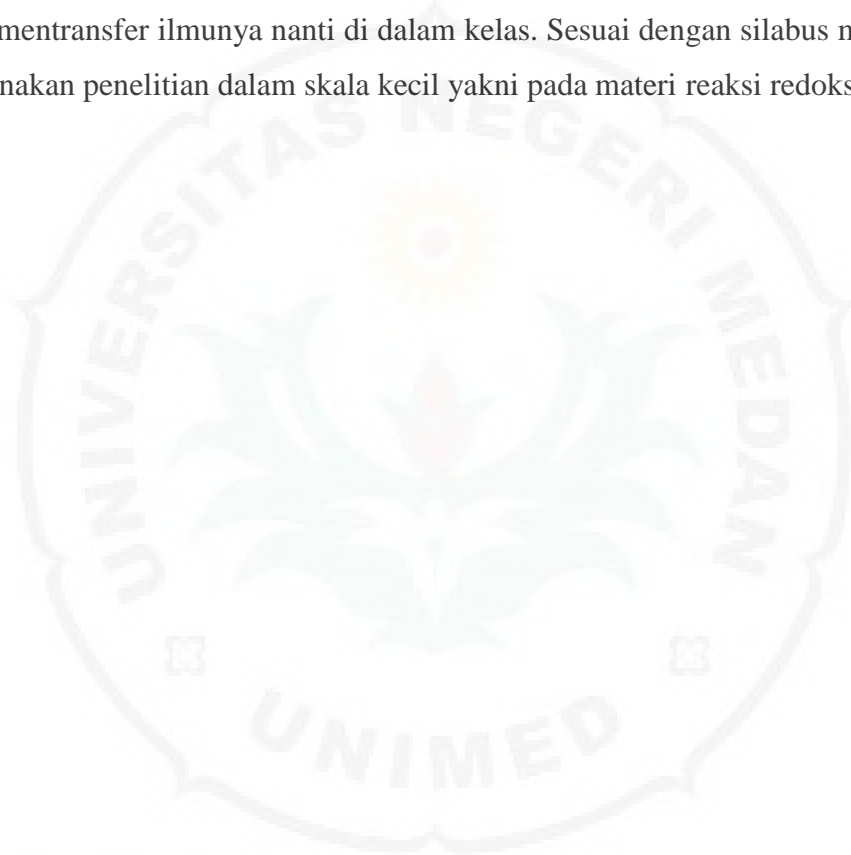 mentransfer ilmunya nanti di dalam kelas. Sesuai dengan silabus
nakan penelitian dalam skala kecil yakni pada materi reaksi redoks
UNIVERSITAS NEGERI MEDAN
UNIMED